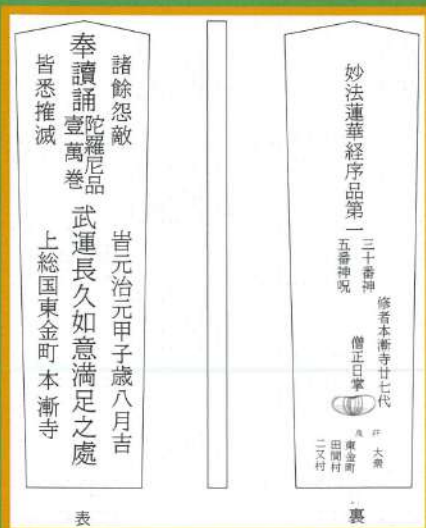 諸餘怨敵
皆悉摧滅
奉讀誦陀羅尼品壹萬巻 武運長久如意満足之處
旹元治元甲子歳八月吉
上総国東金町 本漸寺
表
妙法蓮華経序品第一
三十番神
五番神呪
修者本漸寺廿七代
僧正日掌
大衆
東金町
田間村
二又村
裏